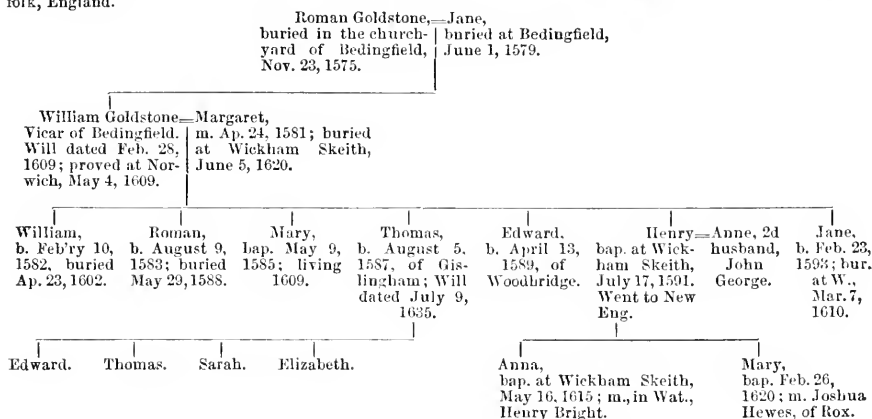 folk, England.
Roman Goldstone,=Jane,
buried in the church- buried at Bedingfield,
yard of Bedingfield, June 1, 1579.
Nov. 23, 1575.
William Goldstone=Margaret,
Vicar of Bedingfield. m. Ap. 24, 1581; buried
Will dated Feb. 28, at Wickham Skeith,
1609; proved at Nor- June 5, 1620.
wich, May 4, 1609.
William,
b. Feb'ry 10,
1582, buried
Ap. 23, 1602.
Roman,
b. August 9,
1583; buried
May 29, 1588.
Mary,
bap. May 9,
1585; living
1609.
Thomas,
b. August 5,
1587, of Gis-
lingham; Will
dated July 9,
1635.
Edward.
b. April 13,
1589, of
Woodbridge.
Henry=Anne, 2d
bap. at Wick- husband,
ham Skeith, John
July 17, 1591. George.
Went to New
Eng.
Jane,
b. Feb. 23,
1593; bur.
at W.,
Mar. 7,
1610.
Edward. Thomas. Sarah. Elizabeth.
Anna,
bap. at Wickham Skeith,
May 16, 1615; m., in Wat.,
Henry Bright.
Mary,
bap. Feb. 26,
1620; m. Joshua
Hewes, of Rox.